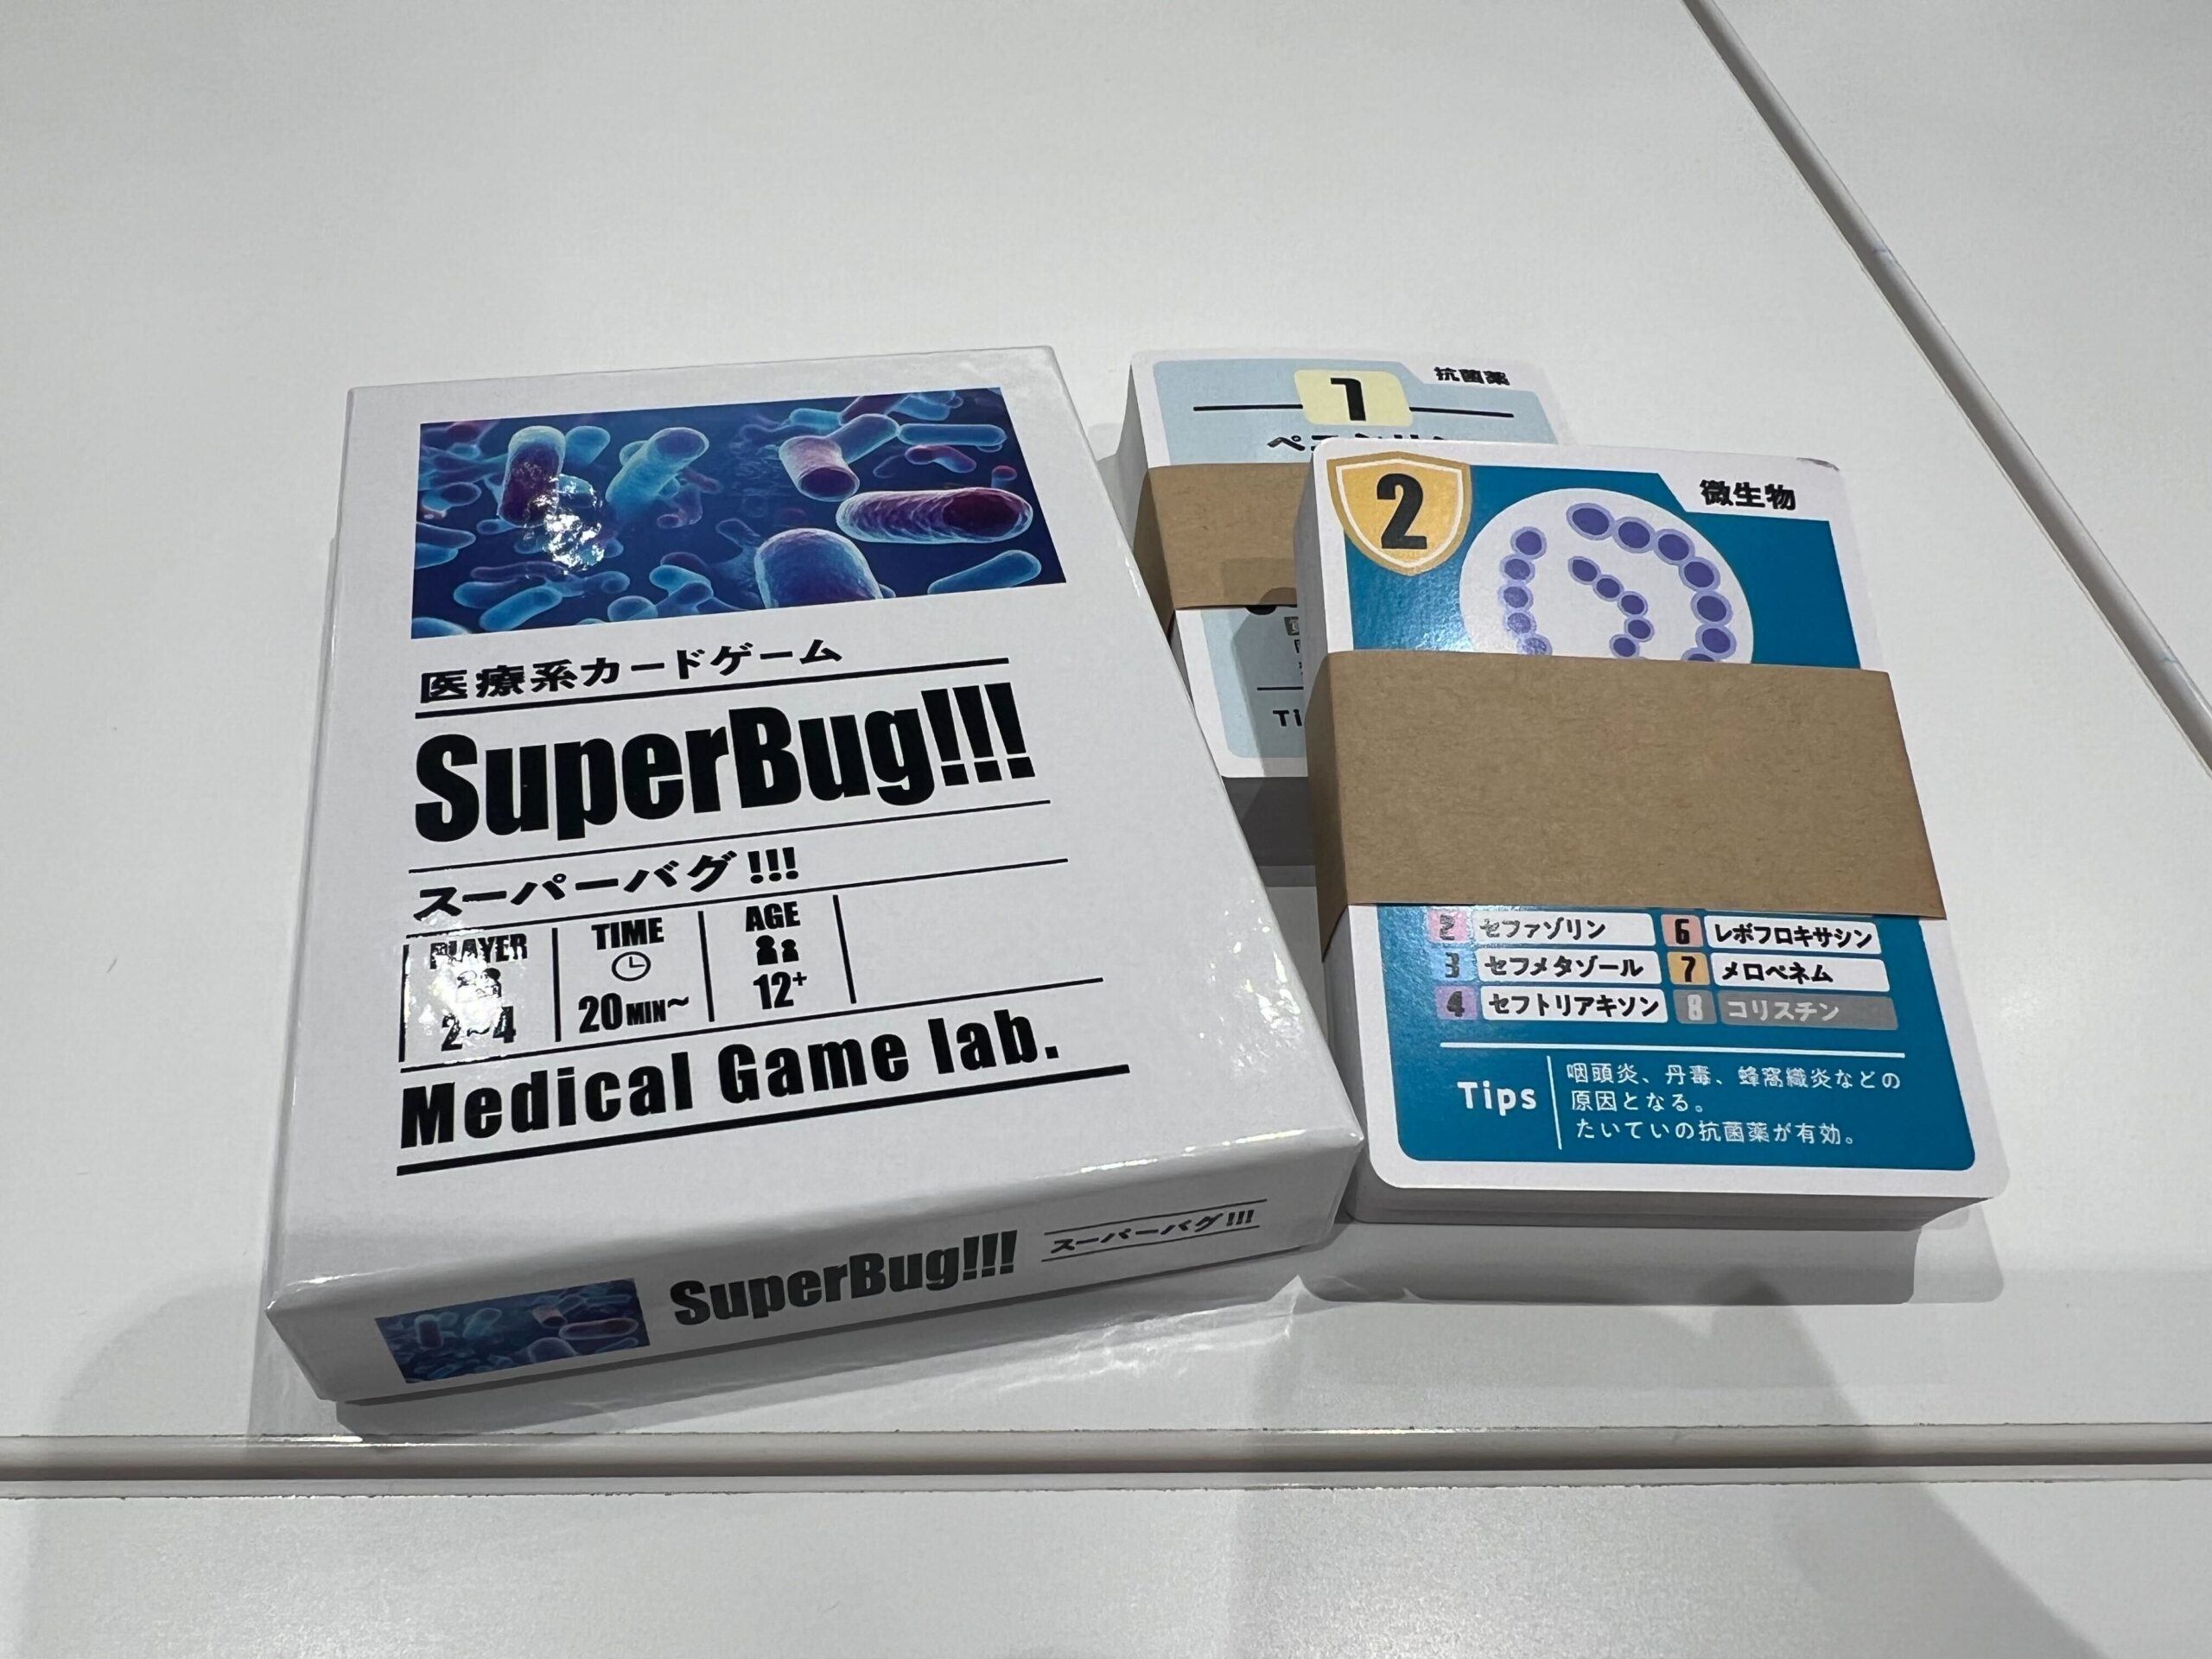 医療系カードゲーム
SuperBug!!!
スーパーバグ!!!
PLAYER
2~4
TIME
20MIN~
AGE
12+
Medical Game lab.
SuperBug!!!
スーパーバグ!!!
抗菌薬
1
Ti
2
微生物
2 セファゾリン
6 レボフロキサシン
3 セフメタゾール
7 メロペネム
4 セフトリアキソン
8 コリスチン
Tips
咽頭炎、丹毒、蜂窩織炎などの
原因となる。
たいていの抗菌薬が有効。